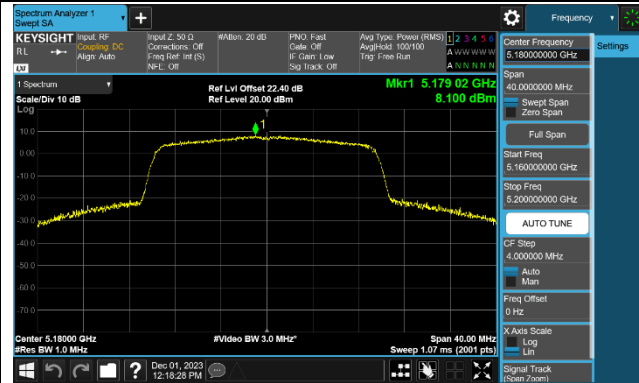 Spectrum Analyzer 1
Swept SA
Frequency
KEYSIGHT
RL
LXI
Input: RF
Coupling: DC
Align: Auto
Input Z: 50 Ω
Corrections: Off
Freq Ref: Int (S)
NFE: Off
#Atten: 20 dB
PNO: Fast
Gate: Off
IF Gain: Low
Sig Track: Off
Avg Type: Power (RMS)
Avg|Hold: 100/100
Trig: Free Run
1 2 3 4 5 6
A W W W W W
A N N N N N
1 Spectrum
Scale/Div 10 dB
Log
Ref Lvl Offset 22.40 dB
Ref Level 20.00 dBm
Mkr1 5.179 02 GHz
8.100 dBm
1
10.0
0.00
-10.0
-20.0
-30.0
-40.0
-50.0
-60.0
-70.0
Center 5.18000 GHz
#Res BW 1.0 MHz
#Video BW 3.0 MHz*
Span 40.00 MHz
Sweep 1.07 ms (2001 pts)
Dec 01, 2023
12:18:28 PM
Center Frequency
5.180000000 GHz
Settings
Span
40.0000000 MHz
Swept Span
Zero Span
Full Span
Start Freq
5.160000000 GHz
Stop Freq
5.200000000 GHz
AUTO TUNE
CF Step
4.000000 MHz
Auto
Man
Freq Offset
0 Hz
X Axis Scale
Log
Lin
Signal Track
(Span Zoom)